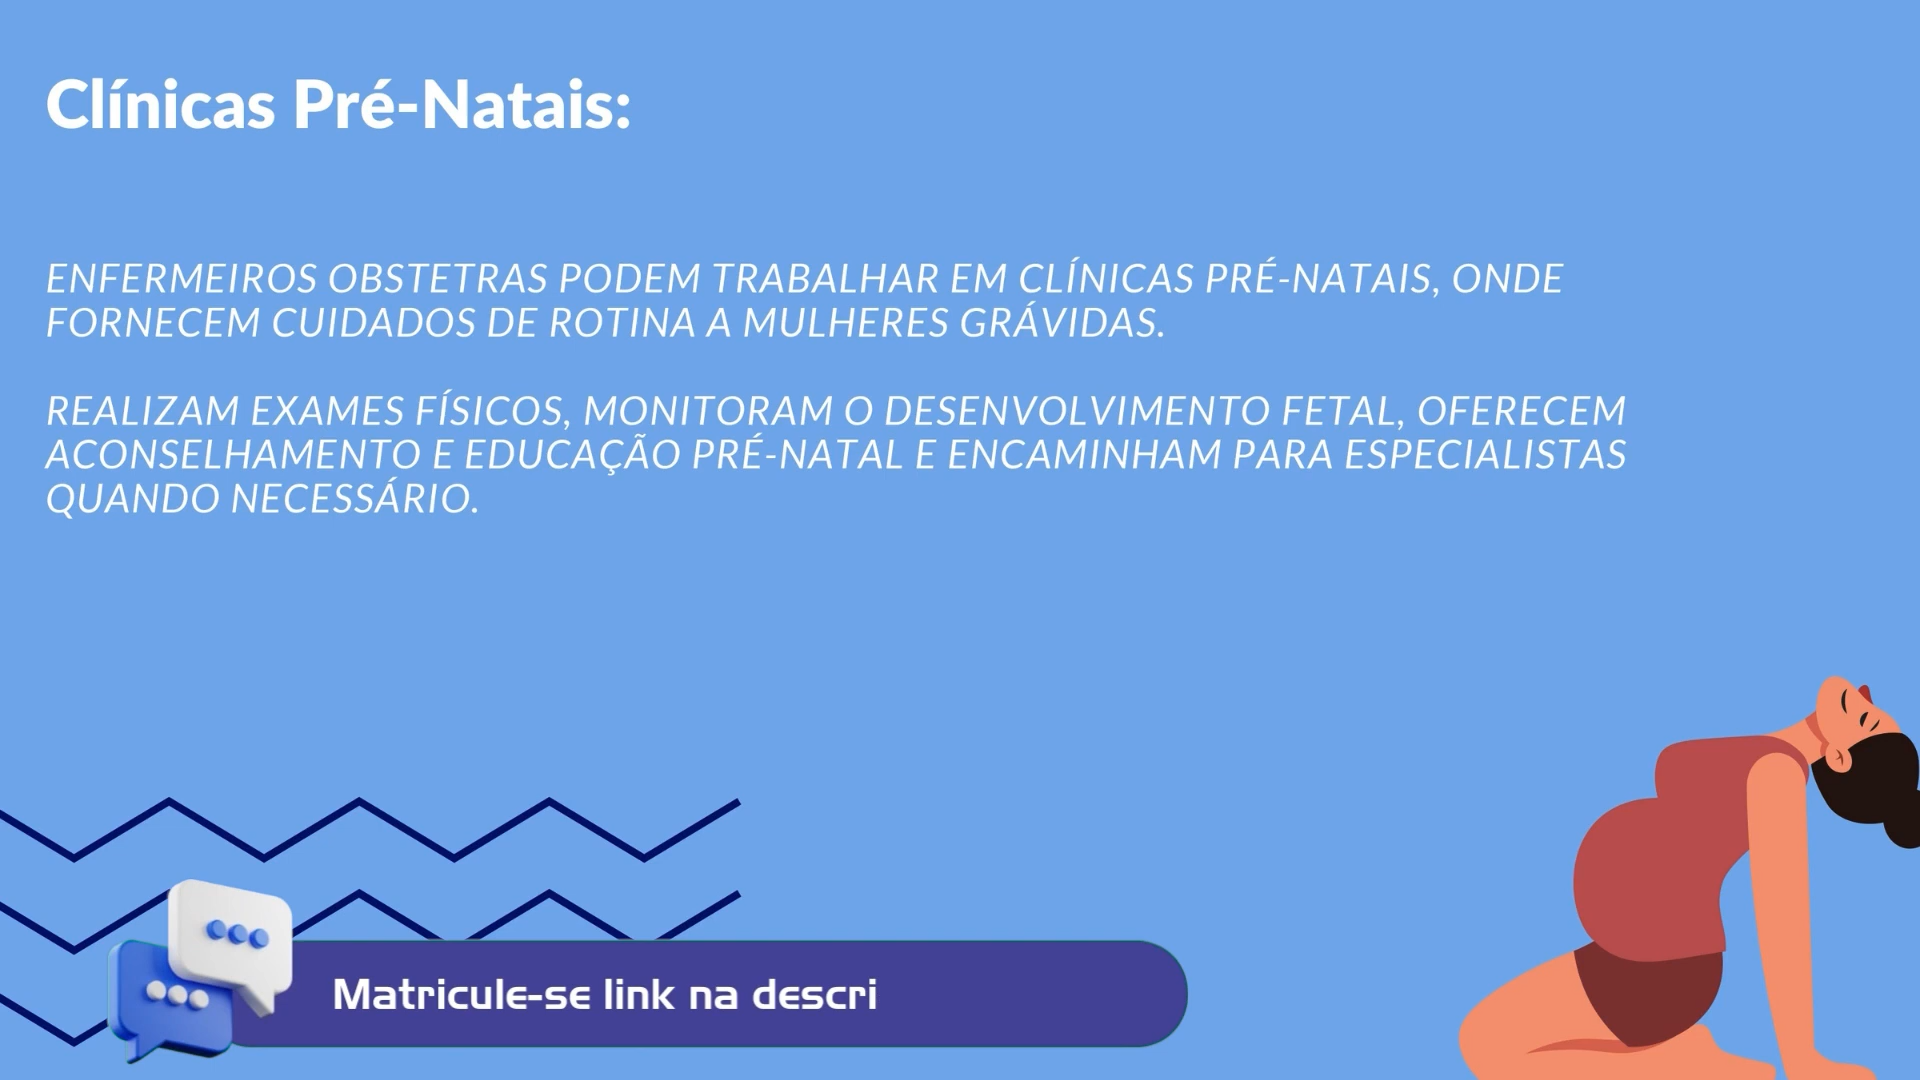 Clínicas Pré-Natais:
ENFERMEIROS OBSTETRAS PODEM TRABALHAR EM CLÍNICAS PRÉ-NATAIS, ONDE
FORNECEM CUIDADOS DE ROTINA A MULHERES GRÁVIDAS.
REALIZAM EXAMES FÍSICOS, MONITORAM O DESENVOLVIMENTO FETAL, OFERECEM
ACONSELHAMENTO E EDUCAÇÃO PRÉ-NATAL E ENCAMINHAM PARA ESPECIALISTAS
QUANDO NECESSÁRIO.
Matricule-se link na descri